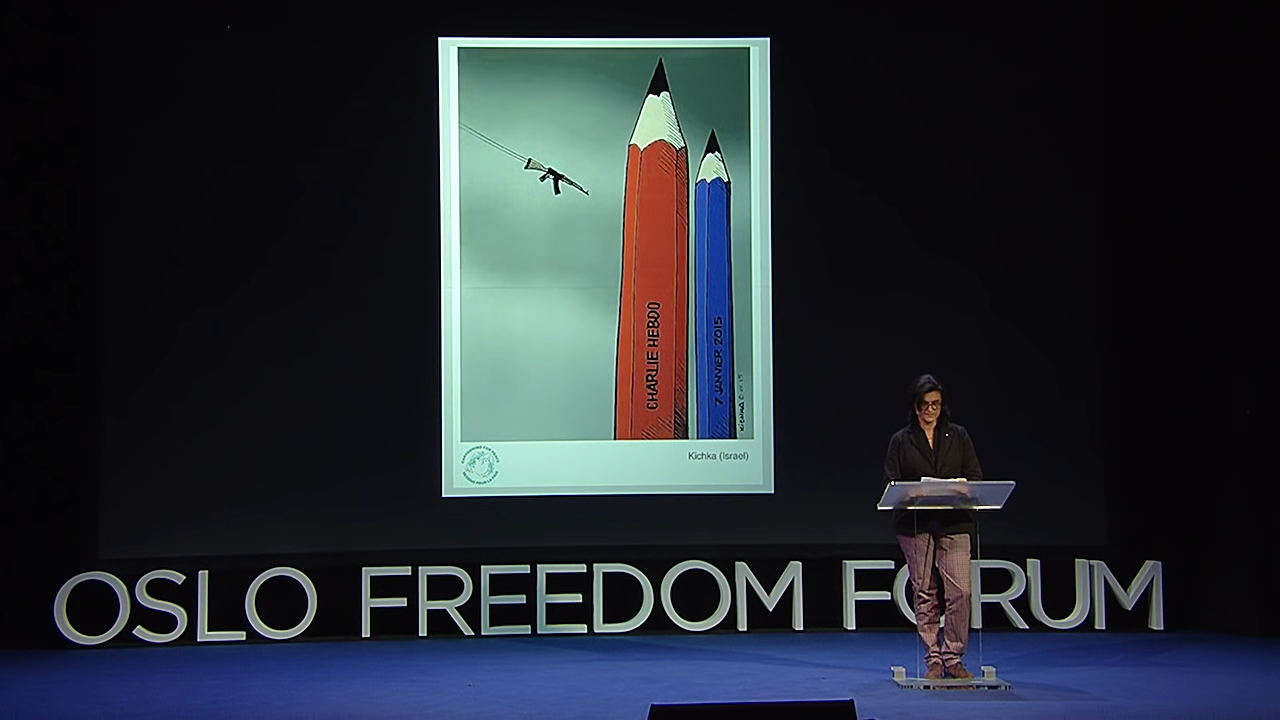 CHARLIE HEBDO
7 JANVIER 2015
Kichka (Israel)
OSLO FREEDOM FORUM